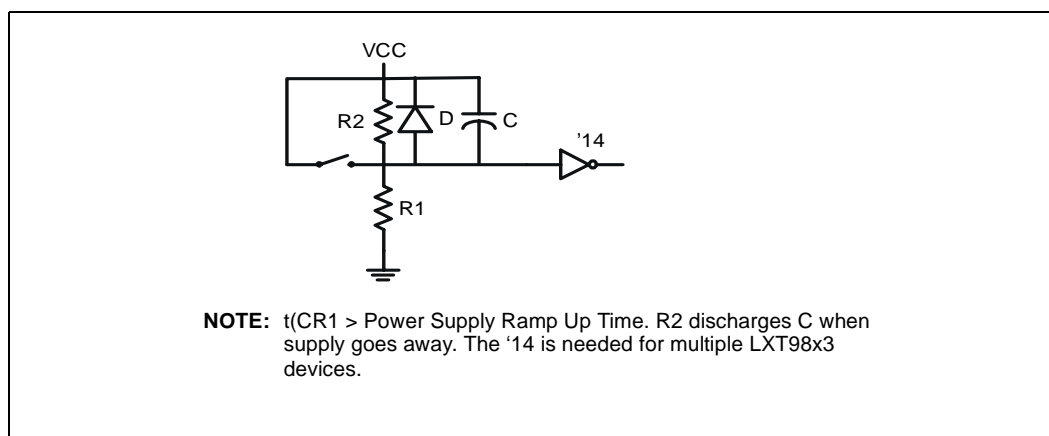 VCC
R2
D
C
’14
R1
NOTE: t(CR1 > Power Supply Ramp Up Time. R2 discharges C when
supply goes away. The ‘14 is needed for multiple LXT98x3
devices.